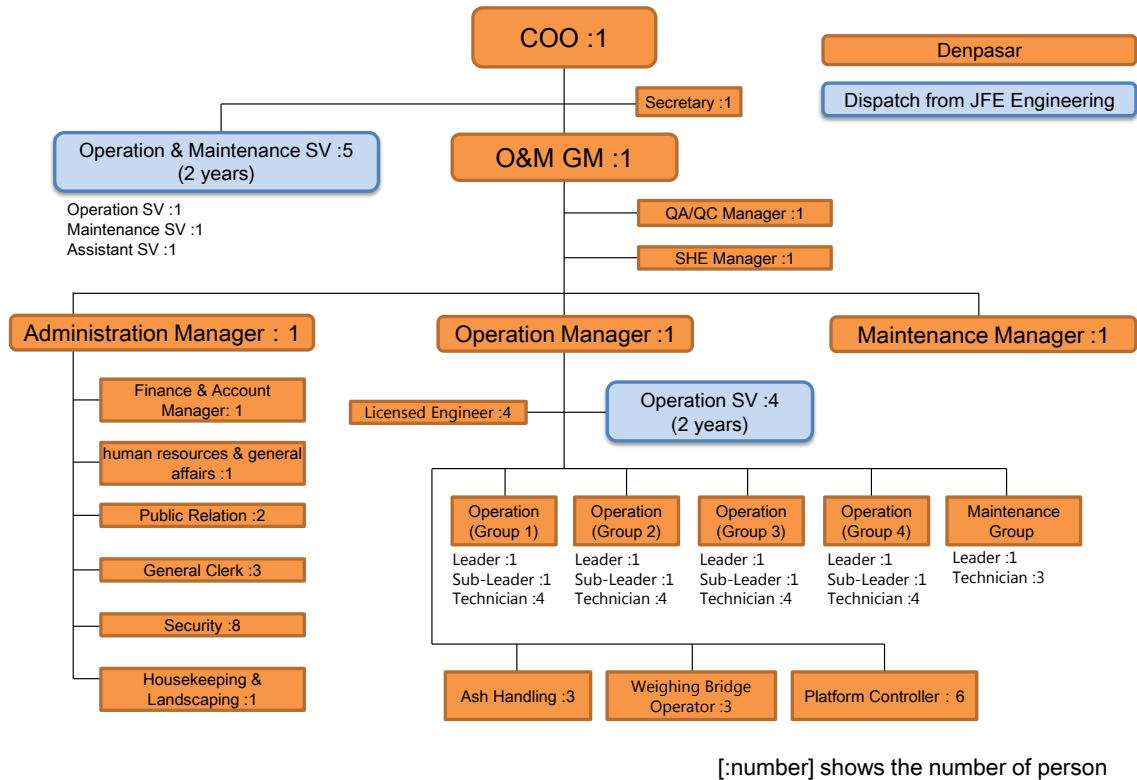 COO :1
Denpasar
Secretary :1
Dispatch from JFE Engineering
Operation & Maintenance SV :5
(2 years)
O&M GM :1
Operation SV :1
Maintenance SV :1
Assistant SV :1
QA/QC Manager :1
SHE Manager :1
Administration Manager : 1
Operation Manager :1
Maintenance Manager :1
Finance & Account
Manager: 1
human resources & general
affairs :1
Public Relation :2
General Clerk :3
Security :8
Housekeeping &
Landscaping :1
Licensed Engineer :4
Operation SV :4
(2 years)
Operation
(Group 1)
Leader :1
Sub-Leader :1
Technician :4
Operation
(Group 2)
Leader :1
Sub-Leader :1
Technician :4
Operation
(Group 3)
Leader :1
Sub-Leader :1
Technician :4
Operation
(Group 4)
Leader :1
Sub-Leader :1
Technician :4
Maintenance
Group
Leader :1
Technician :3
Ash Handling :3
Weighing Bridge
Operator :3
Platform Controller : 6
[:number] shows the number of person